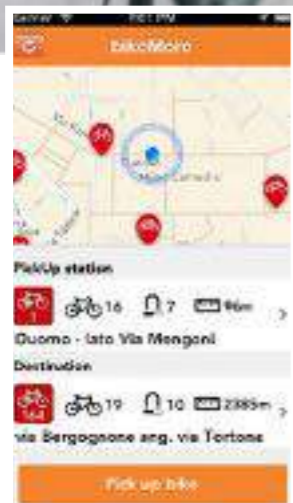 bikeMore
PickUp station
16 7 96m
Duomo - lato Via Mengoni
Destination
19 10 2385m
via Bergognone ang. via Tortona
Pick up bike